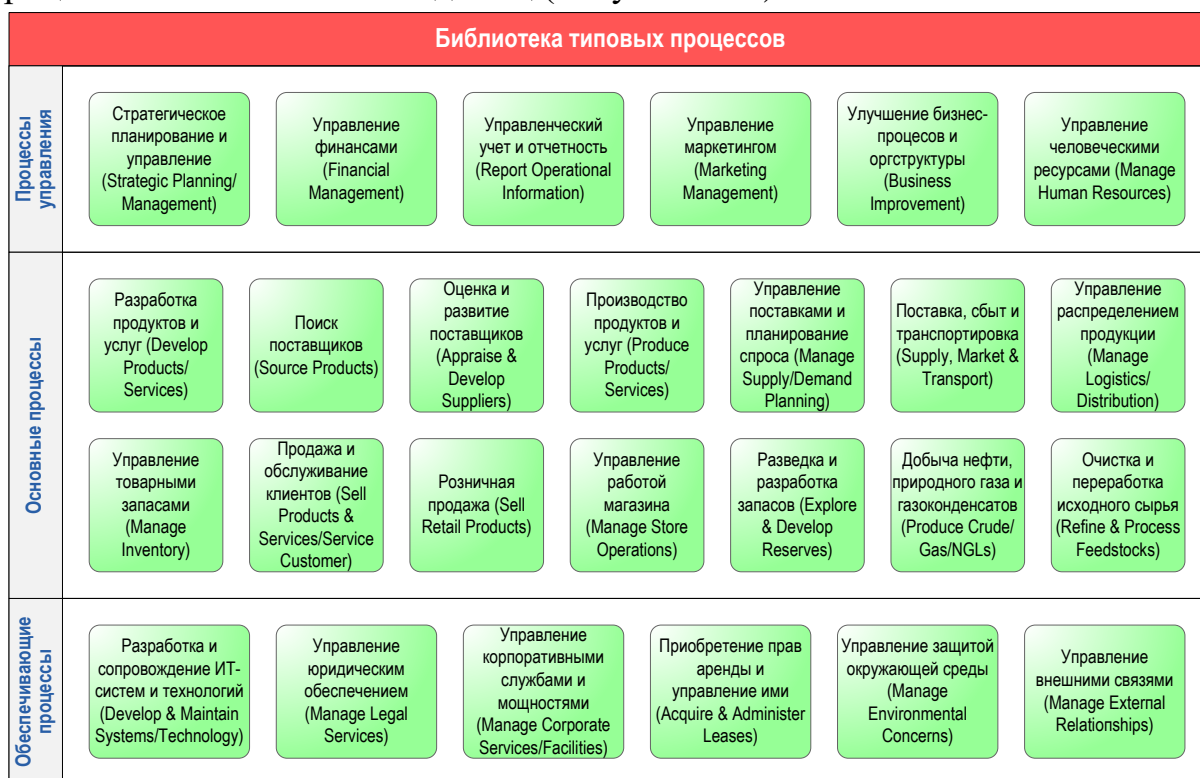 Библиотека типовых процессов
Процессы
управления
Стратегическое
планирование и
управление
(Strategic Planning/
Management)
Управление
финансами
(Financial
Management)
Управленческий
учет и отчетность
(Report Operational
Information)
Управление
маркетингом
(Marketing
Management)
Улучшение бизнес-
процесов и
оргструктуры
(Business
Improvement)
Управление
человеческими
ресурсами (Manage
Human Resources)
Основные процессы
Разработка
продуктов и
услуг (Develop
Products/
Services)
Поиск
поставщиков
(Source Products)
Оценка и
развитие
поставщиков
(Appraise &
Develop
Suppliers)
Производство
продуктов и
услуг (Produce
Products/
Services)
Управление
поставками и
планирование
спроса (Manage
Supply/Demand
Planning)
Поставка, сбыт и
транспортировка
(Supply, Market &
Transport)
Управление
распределением
продукции
(Manage
Logistics/
Distribution)
Управление
товарными
запасами
(Manage
Inventory)
Продажа и
обслуживание
клиентов (Sell
Products &
Services/Service
Customer)
Розничная
продажа (Sell
Retail Products)
Управление
работой
магазина
(Manage Store
Operations)
Разведка и
разработка
запасов (Explore
& Develop
Reserves)
Добыча нефти,
природного газа и
газоконденсатов
(Produce Crude/
Gas/NGLs)
Очистка и
переработка
исходного сырья
(Refine & Process
Feedstocks)
Обеспечивающие
процессы
Разработка и
сопровождение ИТ-
систем и технологий
(Develop & Maintain
Systems/Technology)
Управление
юридическим
обеспечением
(Manage Legal
Services)
Управление
корпоративными
службами и
мощностями
(Manage Corporate
Services/Facilities)
Приобретение прав
аренды и
управление ими
(Acquire & Administer
Leases)
Управление защитой
окружающей среды
(Manage
Environmental
Concerns)
Управление
внешними связями
(Manage External
Relationships)